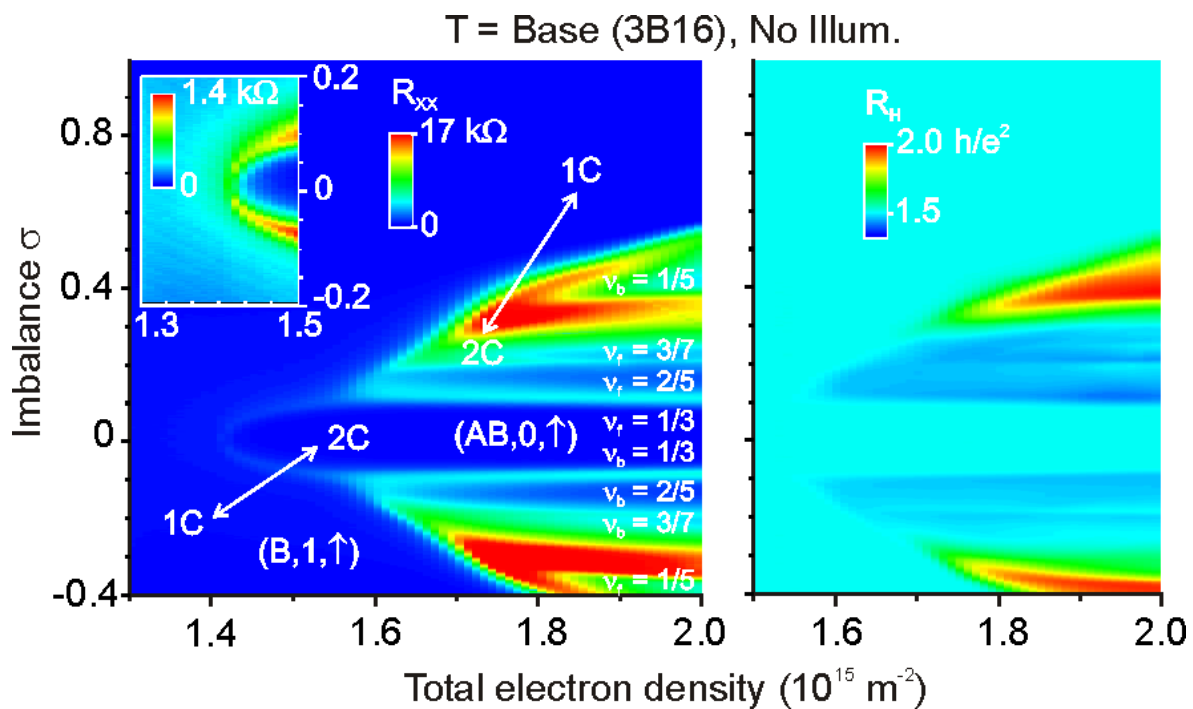 T = Base (3B16), No Illum.
1.4 kΩ
0
0.2
0
-0.2
1.3
1.5
R_XX
17 kΩ
0
R_H
2.0 h/e²
1.5
0.8
0.4
0
-0.4
Imbalance σ
1C
2C
2C
1C
(AB,0,↑)
(B,1,↑)
ν_b = 1/5
ν_f = 3/7
ν_f = 2/5
ν_f = 1/3
ν_b = 1/3
ν_b = 2/5
ν_b = 3/7
ν_f = 1/5
1.4
1.6
1.8
2.0
1.6
1.8
2.0
Total electron density (10¹⁵ m⁻²)